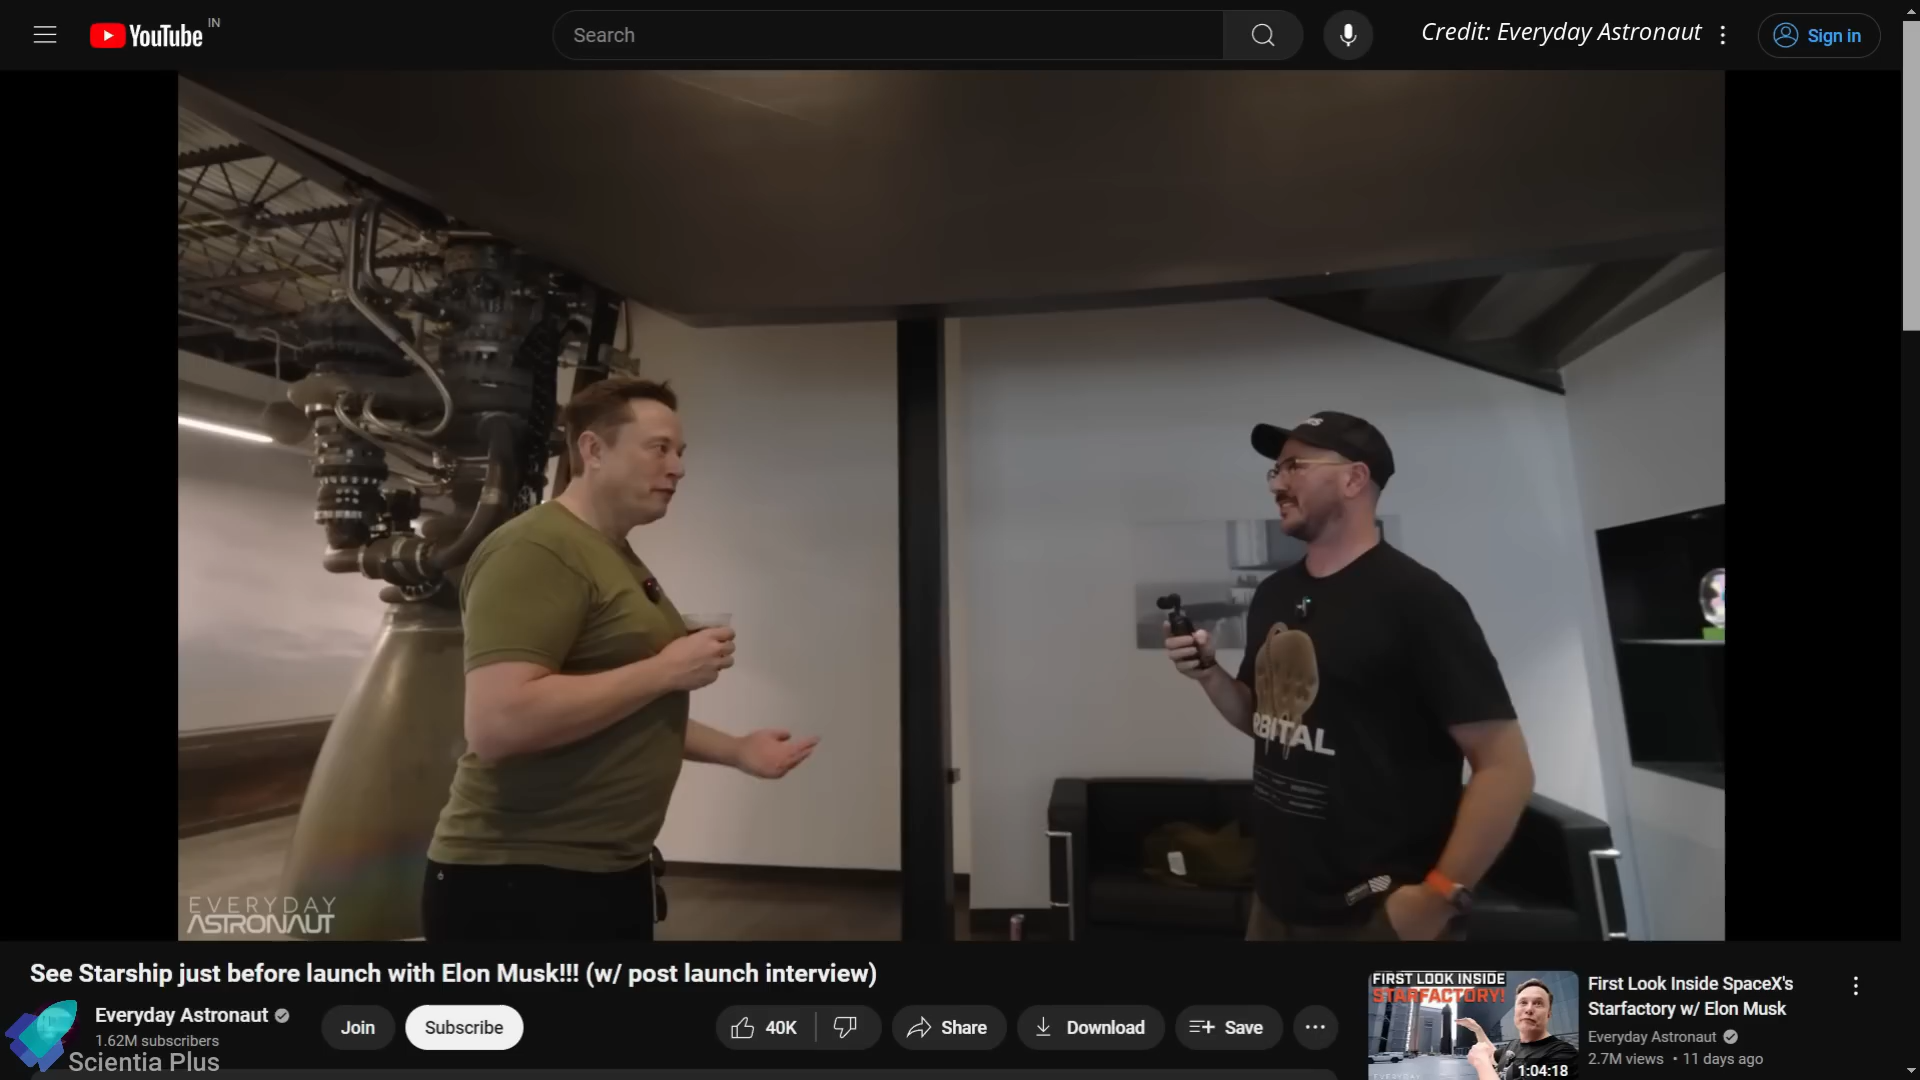 YouTube IN
Search
Credit: Everyday Astronaut
Sign in
RBITAL
EVERYDAY
ASTRONAUT
See Starship just before launch with Elon Musk!!! (w/ post launch interview)
Everyday Astronaut
1.62M subscribers
Join
Subscribe
40K
Share
Download
Save
Scientia Plus
FIRST LOOK INSIDE
STARFACTORY!
1:04:18
First Look Inside SpaceX's
Starfactory w/ Elon Musk
Everyday Astronaut
2.7M views • 11 days ago